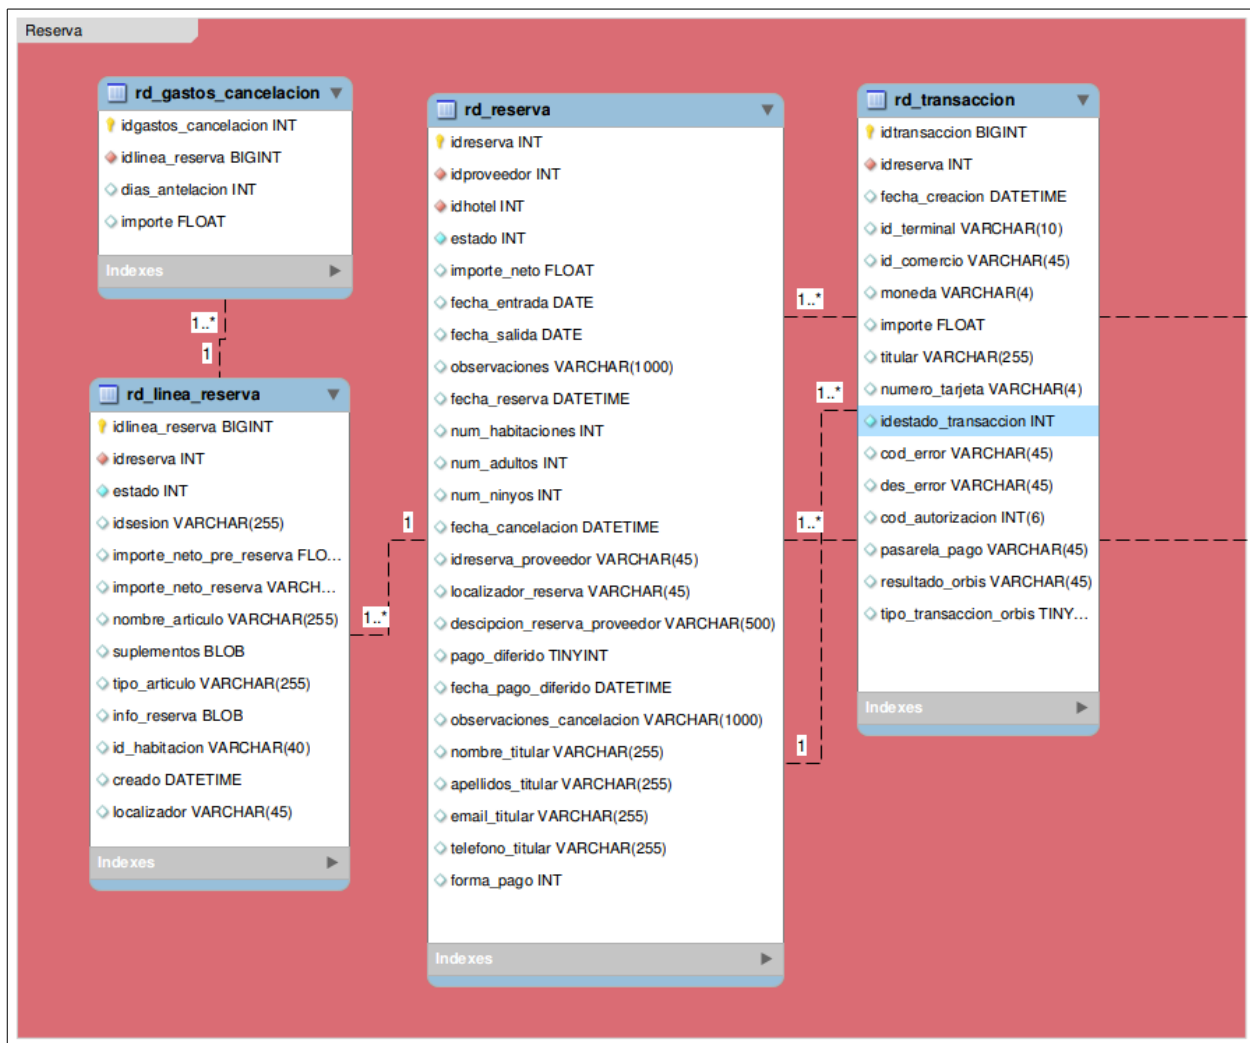 Reserva
rd_gastos_cancelacion
idgastos_cancelacion INT
idlinea_reserva BIGINT
dias_antelacion INT
importe FLOAT
Indexes
1..*
1
rd_linea_reserva
idlinea_reserva BIGINT
idreserva INT
estado INT
idsesion VARCHAR(255)
importe_neto_pre_reserva FLO...
importe_neto_reserva VARCH...
nombre_articulo VARCHAR(255)
suplementos BLOB
tipo_articulo VARCHAR(255)
info_reserva BLOB
id_habitacion VARCHAR(40)
creado DATETIME
localizador VARCHAR(45)
Indexes
1
1..*
rd_reserva
idreserva INT
idproveedor INT
idhotel INT
estado INT
importe_neto FLOAT
fecha_entrada DATE
fecha_salida DATE
observaciones VARCHAR(1000)
fecha_reserva DATETIME
num_habitaciones INT
num_adultos INT
num_ninyos INT
fecha_cancelacion DATETIME
idreserva_proveedor VARCHAR(45)
localizador_reserva VARCHAR(45)
descipcion_reserva_proveedor VARCHAR(500)
pago_diferido TINYINT
fecha_pago_diferido DATETIME
observaciones_cancelacion VARCHAR(1000)
nombre_titular VARCHAR(255)
apellidos_titular VARCHAR(255)
email_titular VARCHAR(255)
telefono_titular VARCHAR(255)
forma_pago INT
Indexes
1..*
1..*
1..*
1
rd_transaccion
idtransaccion BIGINT
idreserva INT
fecha_creacion DATETIME
id_terminal VARCHAR(10)
id_comercio VARCHAR(45)
moneda VARCHAR(4)
importe FLOAT
titular VARCHAR(255)
numero_tarjeta VARCHAR(4)
idestado_transaccion INT
cod_error VARCHAR(45)
des_error VARCHAR(45)
cod_autorizacion INT(6)
pasarela_pago VARCHAR(45)
resultado_orbis VARCHAR(45)
tipo_transaccion_orbis TINY...
Indexes